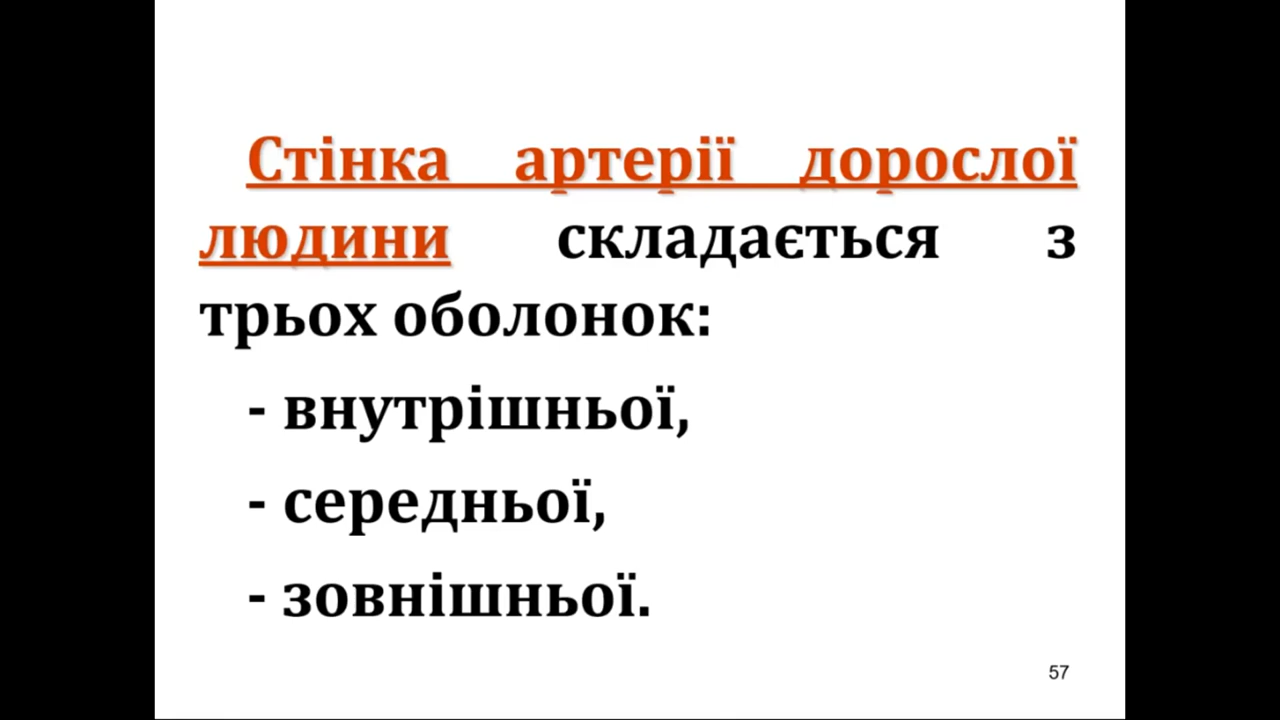 Стінка артерії дорослої
людини складається з
трьох оболонок:
- внутрішньої,
- середньої,
- зовнішньої.
57